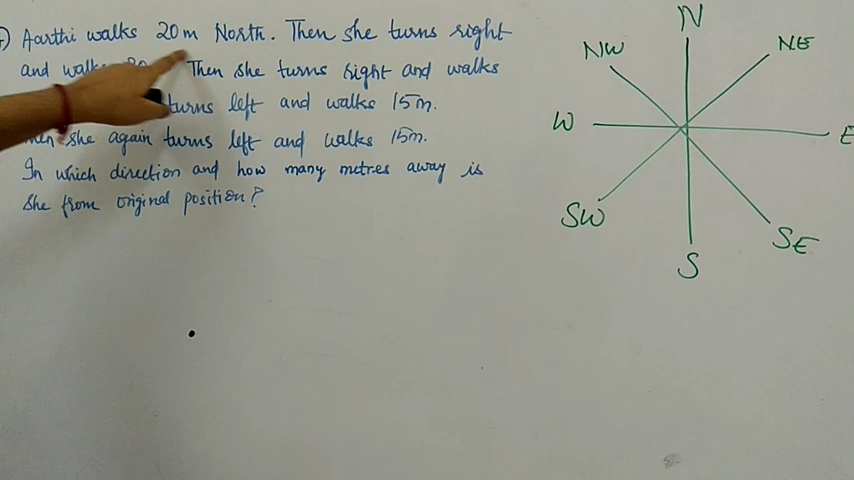 Aarthi walks 20m North. Then she turns right
and walks Then she turns right and walks
turns left and walks 15m.
she again turns left and walks 15m.
In which direction and how many metres away is
she from original position?
N
NW NE
W E
SW SE
S